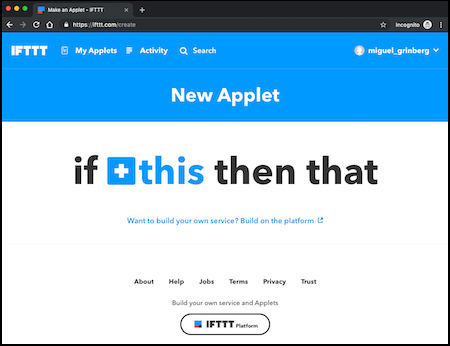 Make an Applet - IFTTT
https://ifttt.com/create
Incognito
IFTTT My Applets Activity Search miguel_grinberg
New Applet
if this then that
Want to build your own service? Build on the platform
About Help Jobs Terms Privacy Trust
Build your own service and Applets
IFTTT Platform